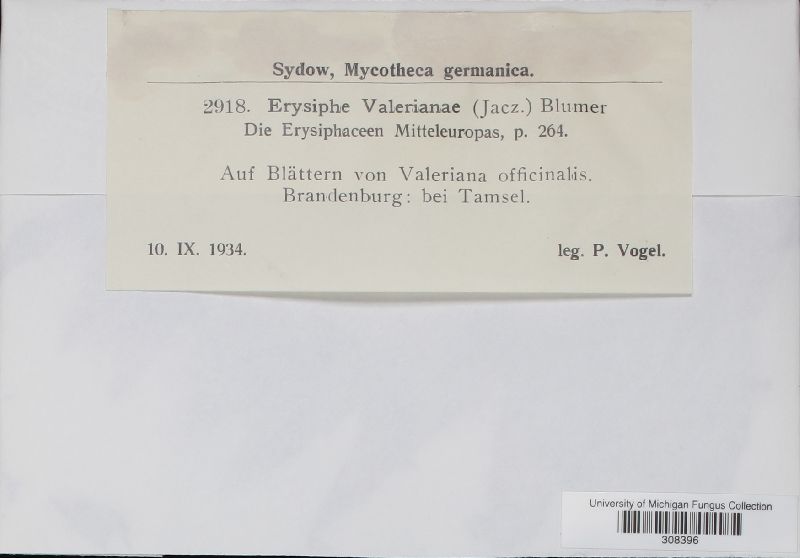 Sydow, Mycotheca germanica.
2918. Erysiphe Valerianae (Jacz.) Blumer
Die Erysiphaceen Mitteleuropas, p. 264.
Auf Blättern von Valeriana officinalis.
Brandenburg: bei Tamsel.
10. IX. 1934. leg. P. Vogel.
University of Michigan Fungus Collection
308396